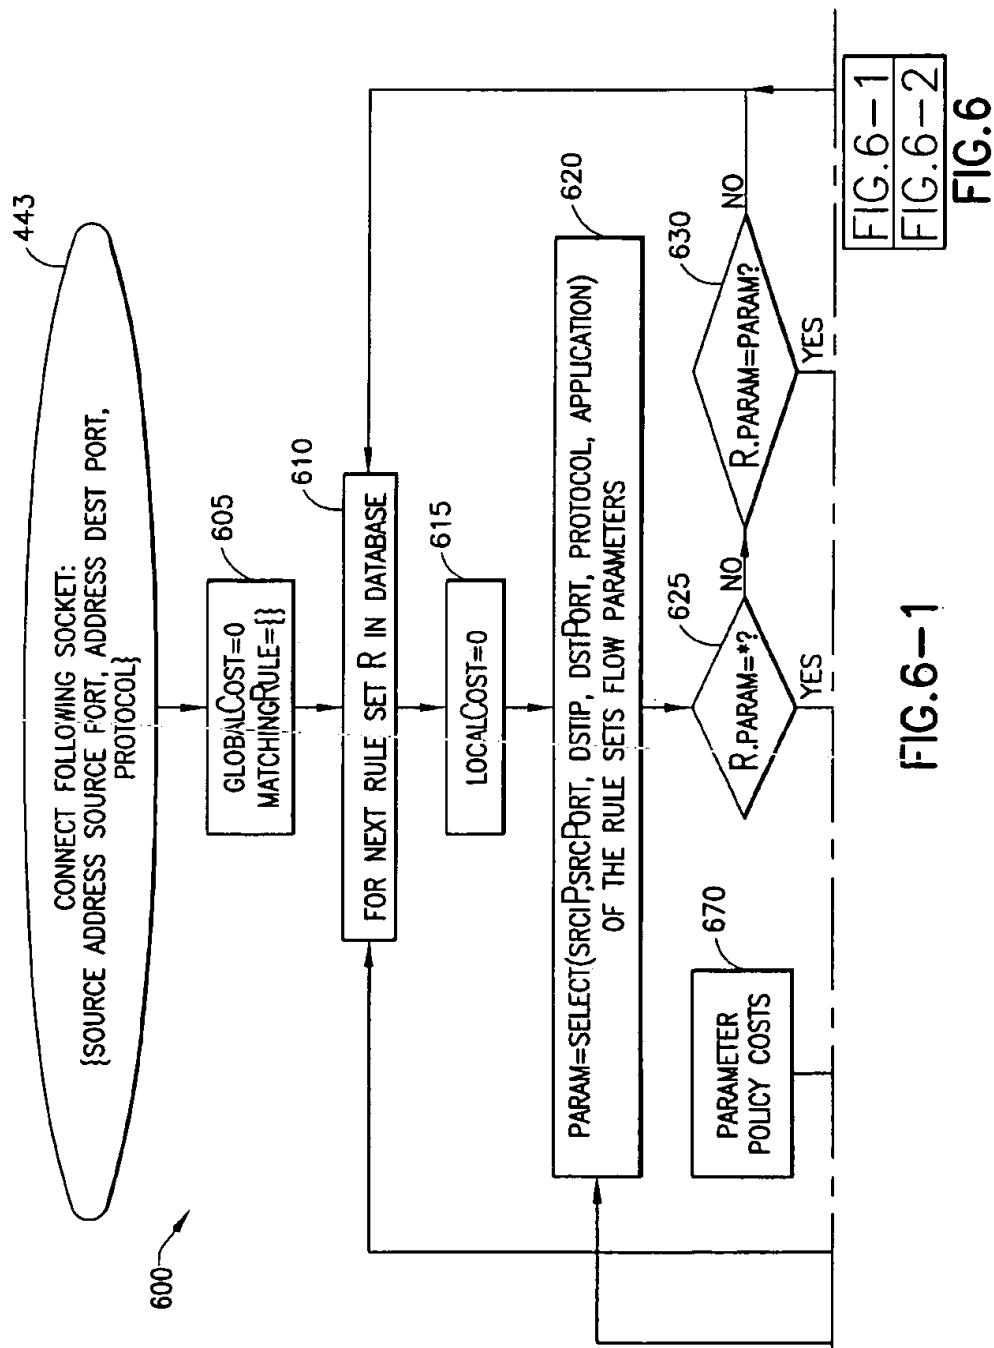 600
443
CONNECT FOLLOWING SOCKET:
{SOURCE ADDRESS SOURCE PORT, ADDRESS DEST PORT,
PROTOCOL}
605
GLOBALCOST=0
MATCHINGRULE={}
610
FOR NEXT RULE SET R IN DATABASE
615
LOCALCOST=0
620
PARAM=SELECT(SRCIP,SRCPORT, DSTIP, DSTPORT, PROTOCOL, APPLICATION)
OF THE RULE SETS FLOW PARAMETERS
670
PARAMETER
POLICY COSTS
625
R.PARAM=*?
NO
YES
630
R.PARAM=PARAM?
NO
YES
FIG.6-1
FIG.6-1
FIG.6-2
FIG.6